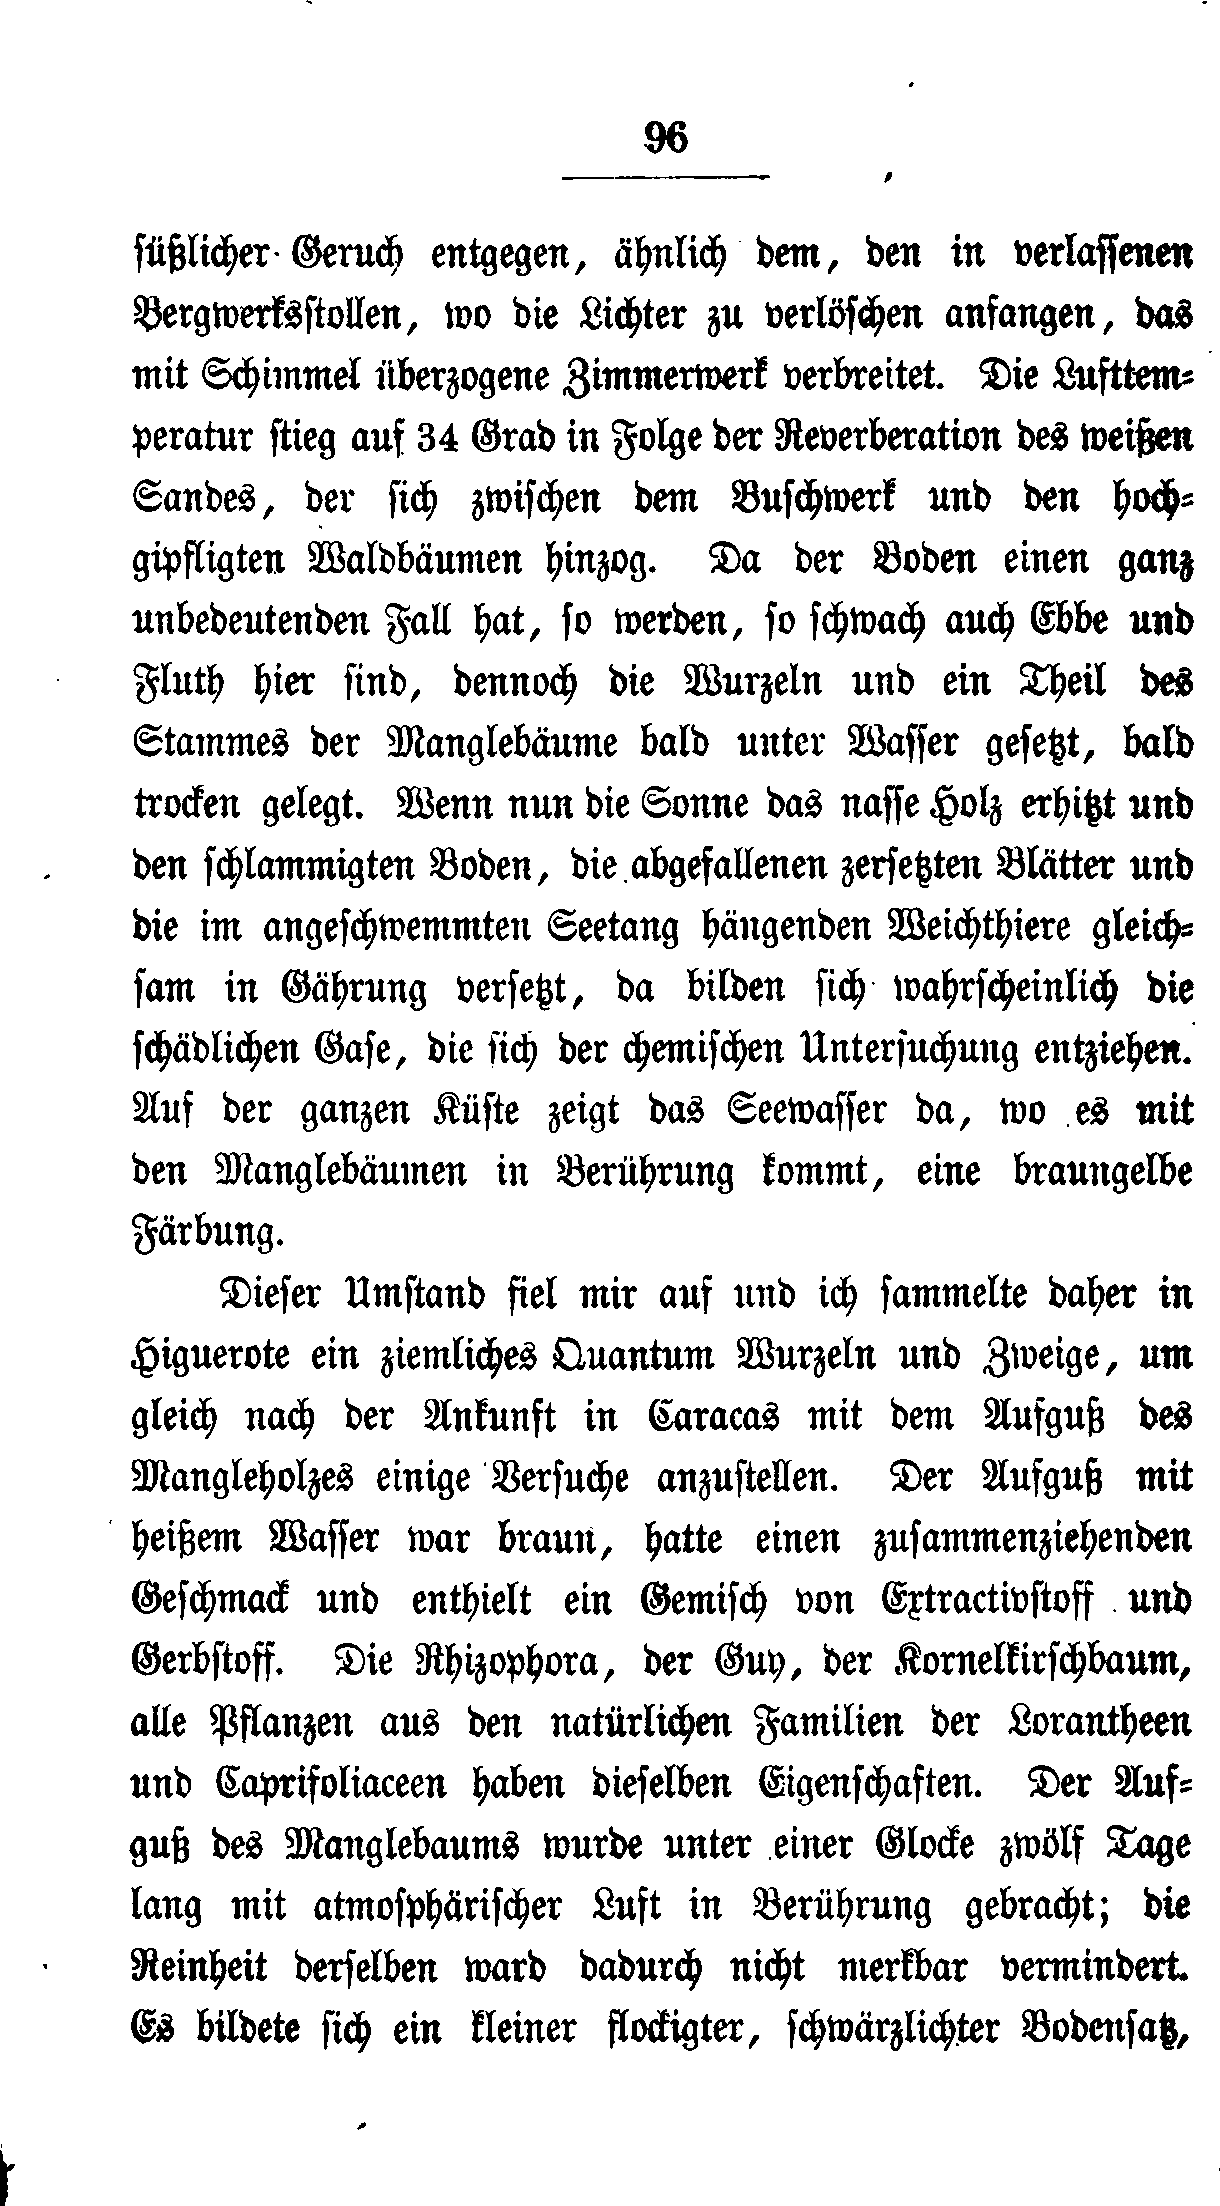 96
süßlicher Geruch entgegen, ähnlich dem, den in verlassenen
Bergwerksstollen, wo die Lichter zu verlöschen anfangen, das
mit Schimmel überzogene Zimmerwerk verbreitet. Die Lufttem-
peratur stieg auf 34 Grad in Folge der Reverberation des weißen
Sandes, der sich zwischen dem Buschwerk und den hoch-
gipfligten Waldbäumen hinzog. Da der Boden einen ganz
unbedeutenden Fall hat, so werden, so schwach auch Ebbe und
Fluth hier sind, dennoch die Wurzeln und ein Theil des
Stammes der Manglebäume bald unter Wasser gesetzt, bald
trocken gelegt. Wenn nun die Sonne das nasse Holz erhitzt und
den schlammigten Boden, die abgefallenen zersetzten Blätter und
die im angeschwemmten Seetang hängenden Weichthiere gleich-
sam in Gährung versetzt, da bilden sich wahrscheinlich die
schädlichen Gase, die sich der chemischen Untersuchung entziehen.
Auf der ganzen Küste zeigt das Seewasser da, wo es mit
den Manglebäumen in Berührung kommt, eine braungelbe
Färbung.
Dieser Umstand fiel mir auf und ich sammelte daher in
Higuerote ein ziemliches Quantum Wurzeln und Zweige, um
gleich nach der Ankunft in Caracas mit dem Aufguß des
Mangleholzes einige Versuche anzustellen. Der Aufguß mit
heißem Wasser war braun, hatte einen zusammenziehenden
Geschmack und enthielt ein Gemisch von Extractivstoff und
Gerbstoff. Die Rhizophora, der Guy, der Kornelkirschbaum,
alle Pflanzen aus den natürlichen Familien der Lorantheen
und Caprifoliaceen haben dieselben Eigenschaften. Der Auf-
guß des Manglebaums wurde unter einer Glocke zwölf Tage
lang mit atmosphärischer Luft in Berührung gebracht; die
Reinheit derselben ward dadurch nicht merkbar vermindert.
Es bildete sich ein kleiner flockigter, schwärzlichter Bodensatz,